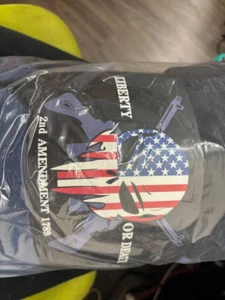 LIBERTY
OR DEATH
2nd AMENDMENT 1789